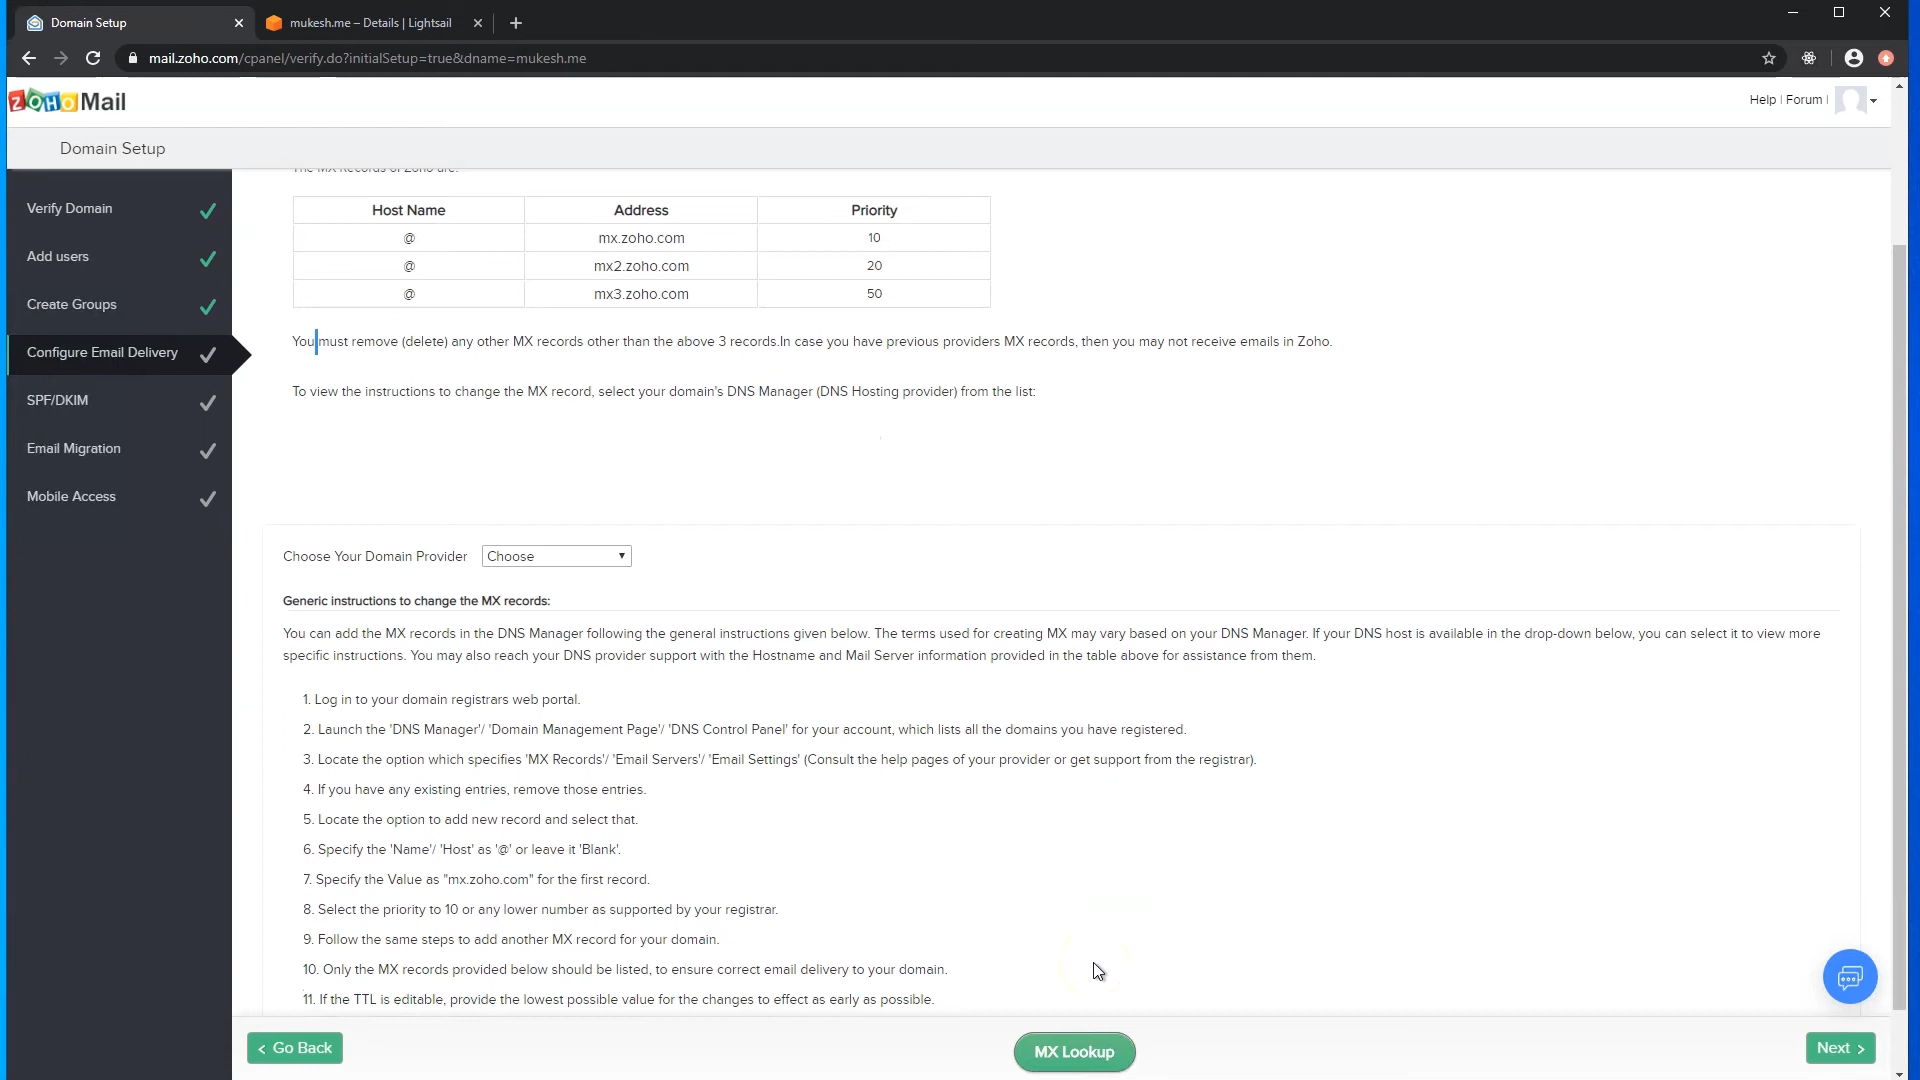 Domain Setup
mukesh.me – Details | Lightsail
mail.zoho.com/cpanel/verify.do?initialSetup=true&dname=mukesh.me
ZOHO Mail
Help | Forum |
Domain Setup
The MX Records of Zoho are:
Verify Domain
Add users
Create Groups
Configure Email Delivery
SPF/DKIM
Email Migration
Mobile Access
Host Name Address Priority
@ mx.zoho.com 10
@ mx2.zoho.com 20
@ mx3.zoho.com 50
You must remove (delete) any other MX records other than the above 3 records.In case you have previous providers MX records, then you may not receive emails in Zoho.
To view the instructions to change the MX record, select your domain's DNS Manager (DNS Hosting provider) from the list:
Choose Your Domain Provider Choose
Generic instructions to change the MX records:
You can add the MX records in the DNS Manager following the general instructions given below. The terms used for creating MX may vary based on your DNS Manager. If your DNS host is available in the drop-down below, you can select it to view more
specific instructions. You may also reach your DNS provider support with the Hostname and Mail Server information provided in the table above for assistance from them.
1. Log in to your domain registrars web portal.
2. Launch the 'DNS Manager'/ 'Domain Management Page'/ 'DNS Control Panel' for your account, which lists all the domains you have registered.
3. Locate the option which specifies 'MX Records'/ 'Email Servers'/ 'Email Settings' (Consult the help pages of your provider or get support from the registrar).
4. If you have any existing entries, remove those entries.
5. Locate the option to add new record and select that.
6. Specify the 'Name'/ 'Host' as '@' or leave it 'Blank'.
7. Specify the Value as "mx.zoho.com" for the first record.
8. Select the priority to 10 or any lower number as supported by your registrar.
9. Follow the same steps to add another MX record for your domain.
10. Only the MX records provided below should be listed, to ensure correct email delivery to your domain.
11. If the TTL is editable, provide the lowest possible value for the changes to effect as early as possible.
< Go Back
MX Lookup
Next >